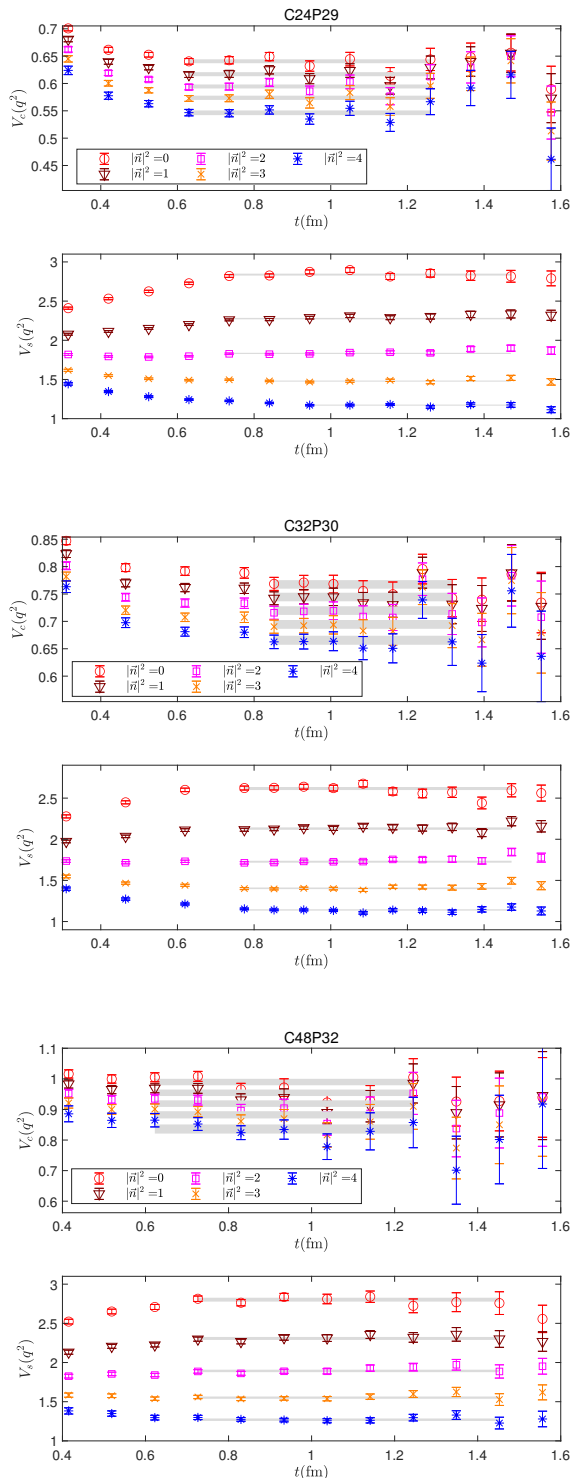 C24P29
0.7
0.65
0.6
0.55
0.5
0.45
V_c(q²)
|n⃗|² =0
|n⃗|² =2
|n⃗|² =4
|n⃗|² =1
|n⃗|² =3
0.4 0.6 0.8 1 1.2 1.4 1.6
t(fm)
3
2.5
2
1.5
1
V_s(q²)
0.4 0.6 0.8 1 1.2 1.4 1.6
t(fm)
C32P30
0.85
0.8
0.75
0.7
0.65
0.6
V_c(q²)
|n⃗|² =0
|n⃗|² =2
|n⃗|² =4
|n⃗|² =1
|n⃗|² =3
0.4 0.6 0.8 1 1.2 1.4 1.6
t(fm)
2.5
2
1.5
1
V_s(q²)
0.4 0.6 0.8 1 1.2 1.4 1.6
t(fm)
C48P32
1.1
1
0.9
0.8
0.7
0.6
V_c(q²)
|n⃗|² =0
|n⃗|² =2
|n⃗|² =4
|n⃗|² =1
|n⃗|² =3
0.4 0.6 0.8 1 1.2 1.4 1.6
t(fm)
3
2.5
2
1.5
1
V_s(q²)
0.4 0.6 0.8 1 1.2 1.4 1.6
t(fm)